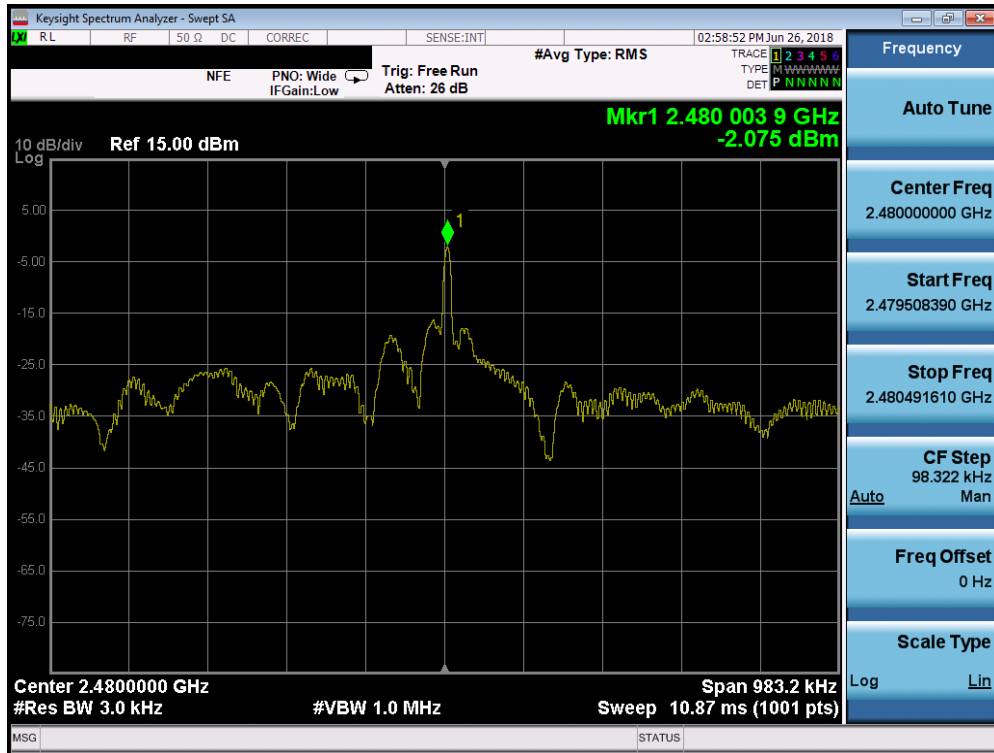 Keysight Spectrum Analyzer - Swept SA
LXI RL RF 50 Ω DC CORREC SENSE:INT 02:58:52 PM Jun 26, 2018
#Avg Type: RMS
TRACE 1 2 3 4 5 6
TYPE M W W W W W
DET P N N N N N
NFE
PNO: Wide
IFGain:Low
Trig: Free Run
Atten: 26 dB
Mkr1 2.480 003 9 GHz
-2.075 dBm
10 dB/div
Log
Ref 15.00 dBm
1
5.00
-5.00
-15.0
-25.0
-35.0
-45.0
-55.0
-65.0
-75.0
Center 2.4800000 GHz
Span 983.2 kHz
#Res BW 3.0 kHz
#VBW 1.0 MHz
Sweep 10.87 ms (1001 pts)
MSG
STATUS
Frequency
Auto Tune
Center Freq
2.480000000 GHz
Start Freq
2.479508390 GHz
Stop Freq
2.480491610 GHz
CF Step
98.322 kHz
Auto Man
Freq Offset
0 Hz
Scale Type
Log Lin